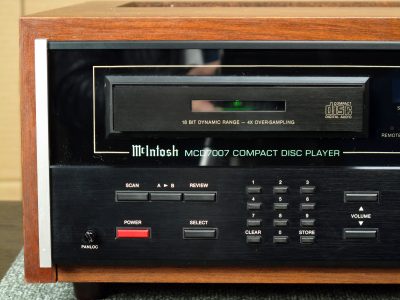 COMPACT
disc
DIGITAL AUDIO
18 BIT DYNAMIC RANGE - 4X OVER-SAMPLING
REMOTE
McIntosh MCD7007 COMPACT DISC PLAYER
SCAN A ► B REVIEW
1 2 3
4 5 6
7 8 9
CLEAR 0 STORE
▲
VOLUME
▼
POWER SELECT
PANLOC